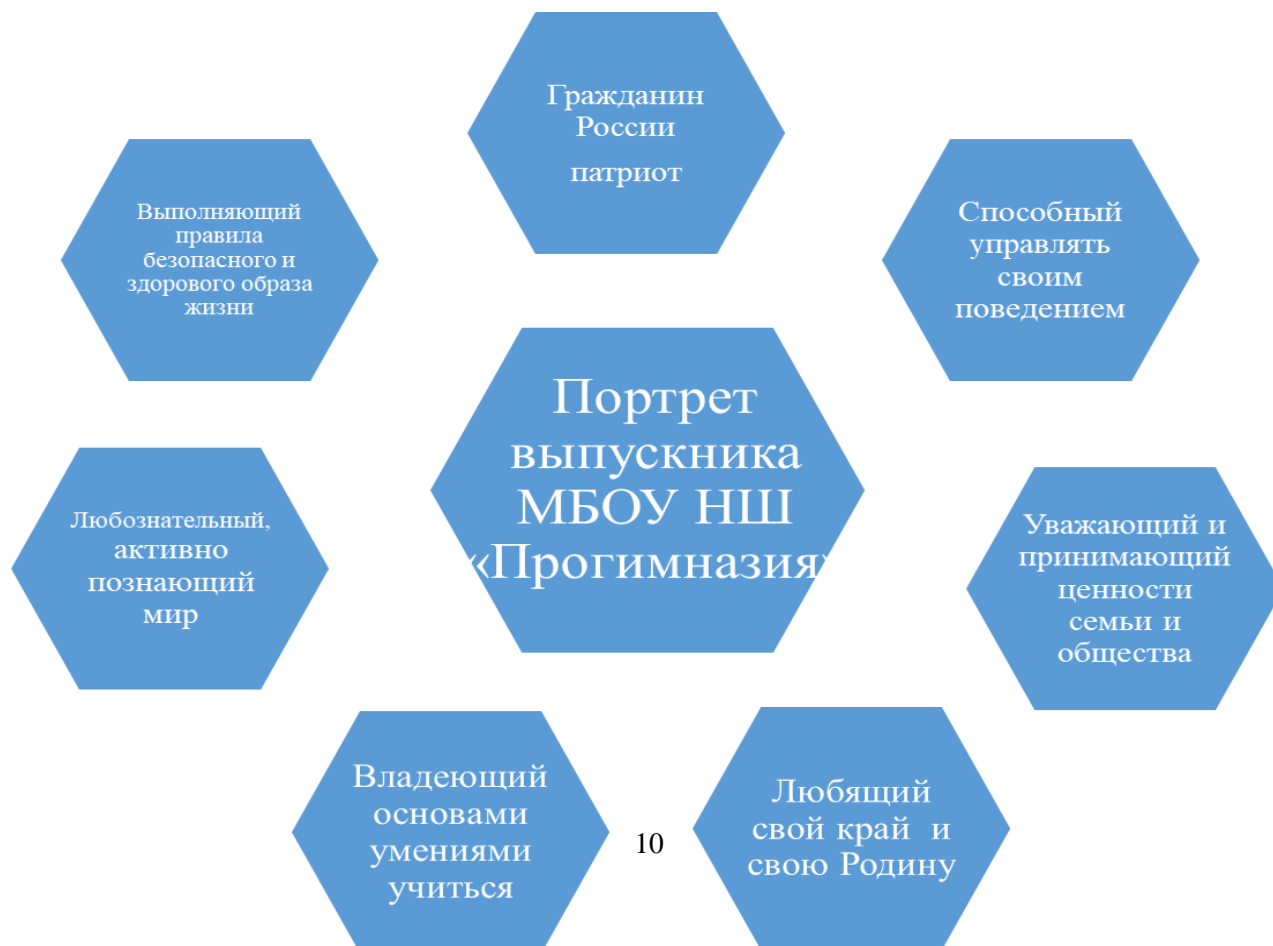 Гражданин
России
патриот
Выполняющий
правила
безопасного и
здорового образа
жизни
Способный
управлять
своим
поведением
Портрет
выпускника
МБОУ НШ
«Прогимназия»
Любознательный,
активно
познающий
мир
Уважающий и
принимающий
ценности
семьи и
общества
Владеющий
основами
умениями
учиться
10
Любящий
свой край и
свою Родину